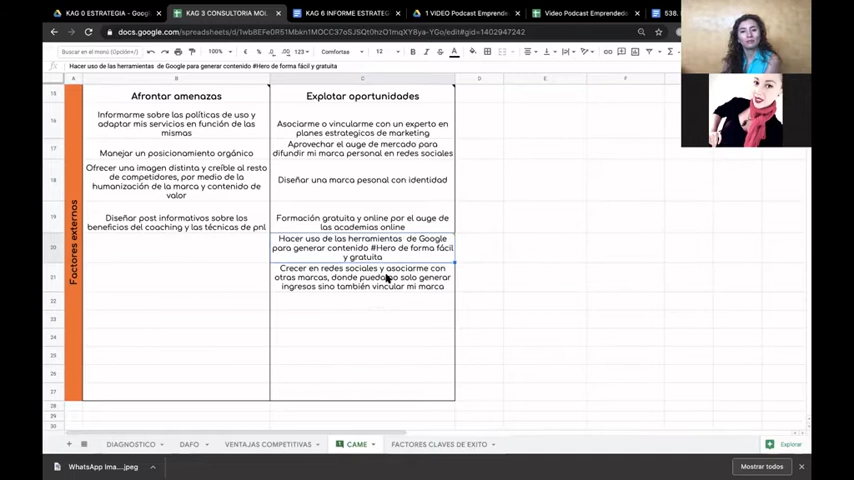 KAG 0 ESTRATEGIA - Google
KAG 3 CONSULTORIA MOL
KAG 6 INFORME ESTRATEG
1 VIDEO Podcast Emprende
Video Podcast Emprendedo
538.
docs.google.com/spreadsheets/d/1wbBEFe0R51Mbkn1MOCC37oSJ5Qt0tw12omqXY8ya-YGo/edit#gid=1402947242
Buscar en el menú (Opción+/)
100%
123
Comfortaa
12
Hacer uso de las herramientas de Google para generar contenido #Hero de forma fácil y gratuita
A
B
C
D
E
F
15
Afrontar amenazas
Explotar oportunidades
16
Informarme sobre las políticas de uso y
adaptar mis servicios en función de las
mismas
Asociarme o vincularme con un experto en
planes estrategicos de marketing
17
Manejar un posicionamiento orgánico
Aprovechar el auge de mercado para
difundir mi marca personal en redes sociales
18
Ofrecer una imagen distinta y creíble al resto
de competidores, por medio de la
humanización de la marca y contenido de
valor
Diseñar una marca pesonal con identidad
19
Diseñar post informativos sobre los
beneficios del coaching y las técnicas de pnl
Formación gratuita y online por el auge de
las academias online
Factores externos
20
Hacer uso de las herramientas de Google
para generar contenido #Hero de forma fácil
y gratuita
21
Crecer en redes sociales y asociarme con
otras marcas, donde pueda no solo generar
ingresos sino también vincular mi marca
22
23
24
25
26
27
28
29
30
DIAGNOSTICO
DAFO
VENTAJAS COMPETITIVAS
1
CAME
FACTORES CLAVES DE EXITO
Explorar
WhatsApp Ima....jpeg
Mostrar todos